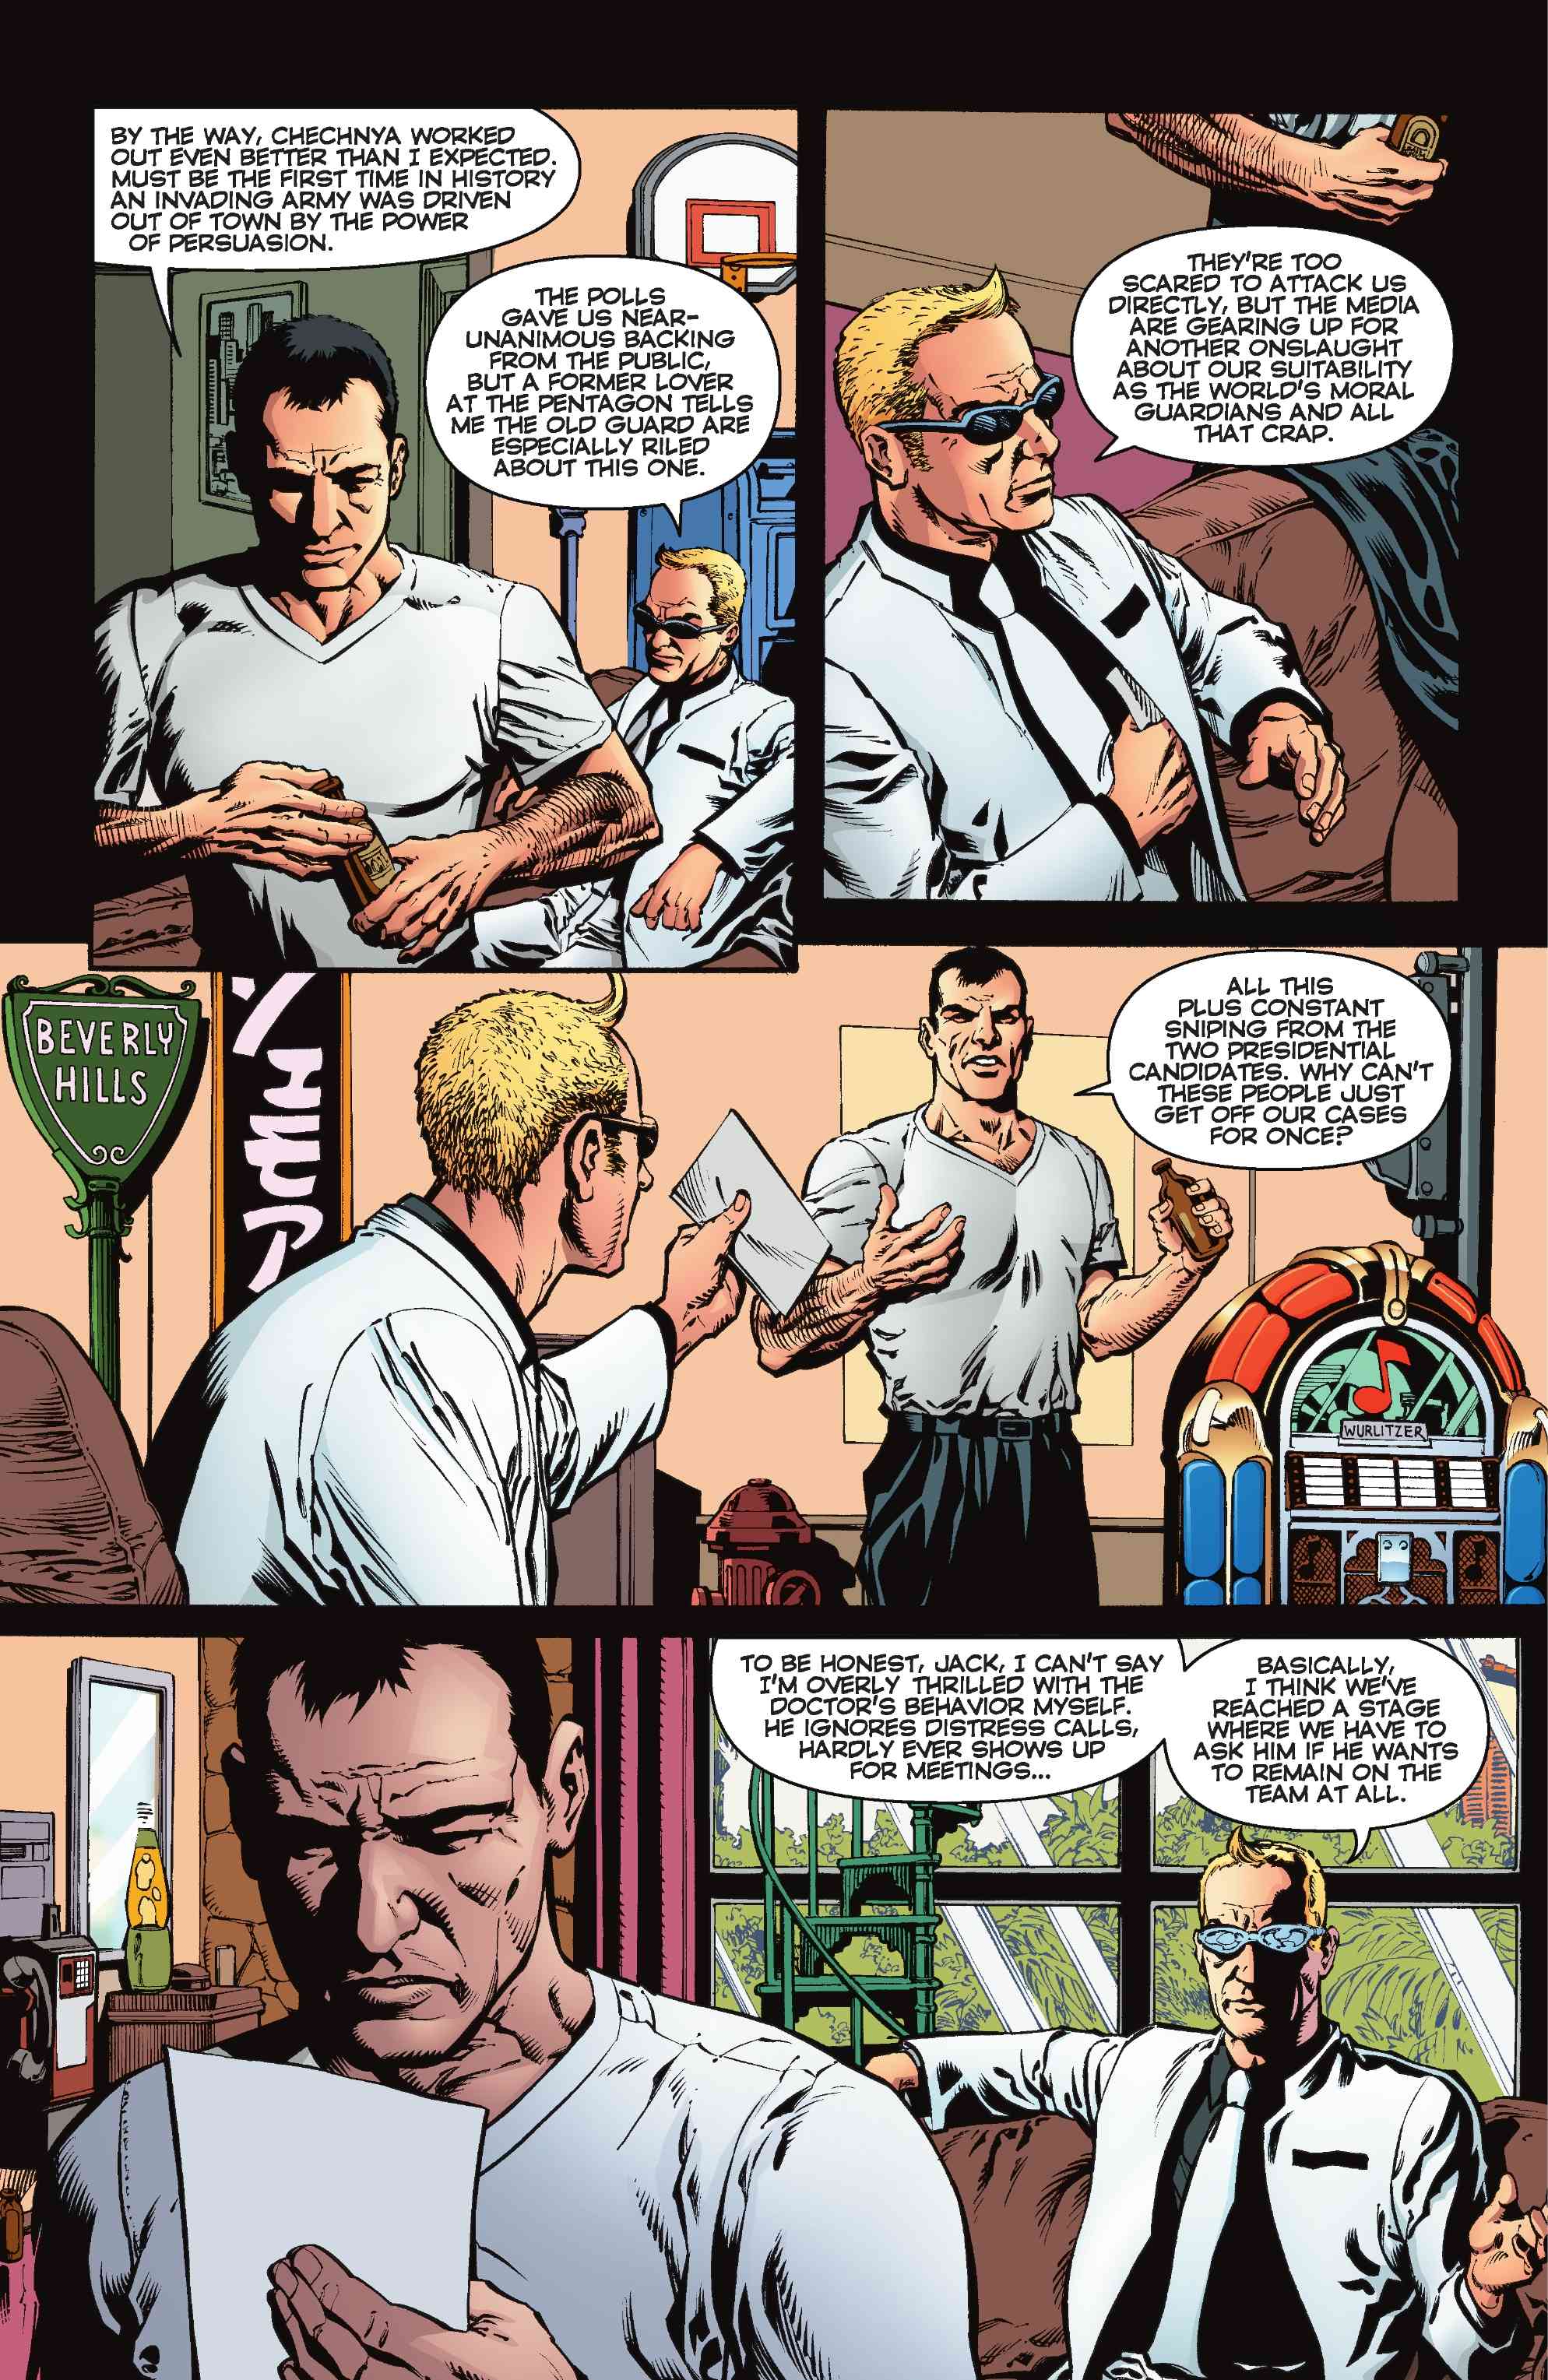 BY THE WAY, CHECHNYA WORKED
OUT EVEN BETTER THAN I EXPECTED.
MUST BE THE FIRST TIME IN HISTORY
AN INVADING ARMY WAS DRIVEN
OUT OF TOWN BY THE POWER
OF PERSUASION.
THE POLLS
GAVE US NEAR-
UNANIMOUS BACKING
FROM THE PUBLIC,
BUT A FORMER LOVER
AT THE PENTAGON TELLS
ME THE OLD GUARD ARE
ESPECIALLY RILED
ABOUT THIS ONE.
THEY'RE TOO
SCARED TO ATTACK US
DIRECTLY, BUT THE MEDIA
ARE GEARING UP FOR
ANOTHER ONSLAUGHT
ABOUT OUR SUITABILITY
AS THE WORLD'S MORAL
GUARDIANS AND ALL
THAT CRAP.
BEVERLY
HILLS
ALL THIS
PLUS CONSTANT
SNIPING FROM THE
TWO PRESIDENTIAL
CANDIDATES. WHY CAN'T
THESE PEOPLE JUST
GET OFF OUR CASES
FOR ONCE?
WURLITZER
TO BE HONEST, JACK, I CAN'T SAY
I'M OVERLY THRILLED WITH THE
DOCTOR'S BEHAVIOR MYSELF.
HE IGNORES DISTRESS CALLS,
HARDLY EVER SHOWS UP
FOR MEETINGS...
BASICALLY,
I THINK WE'VE
REACHED A STAGE
WHERE WE HAVE TO
ASK HIM IF HE WANTS
TO REMAIN ON THE
TEAM AT ALL.